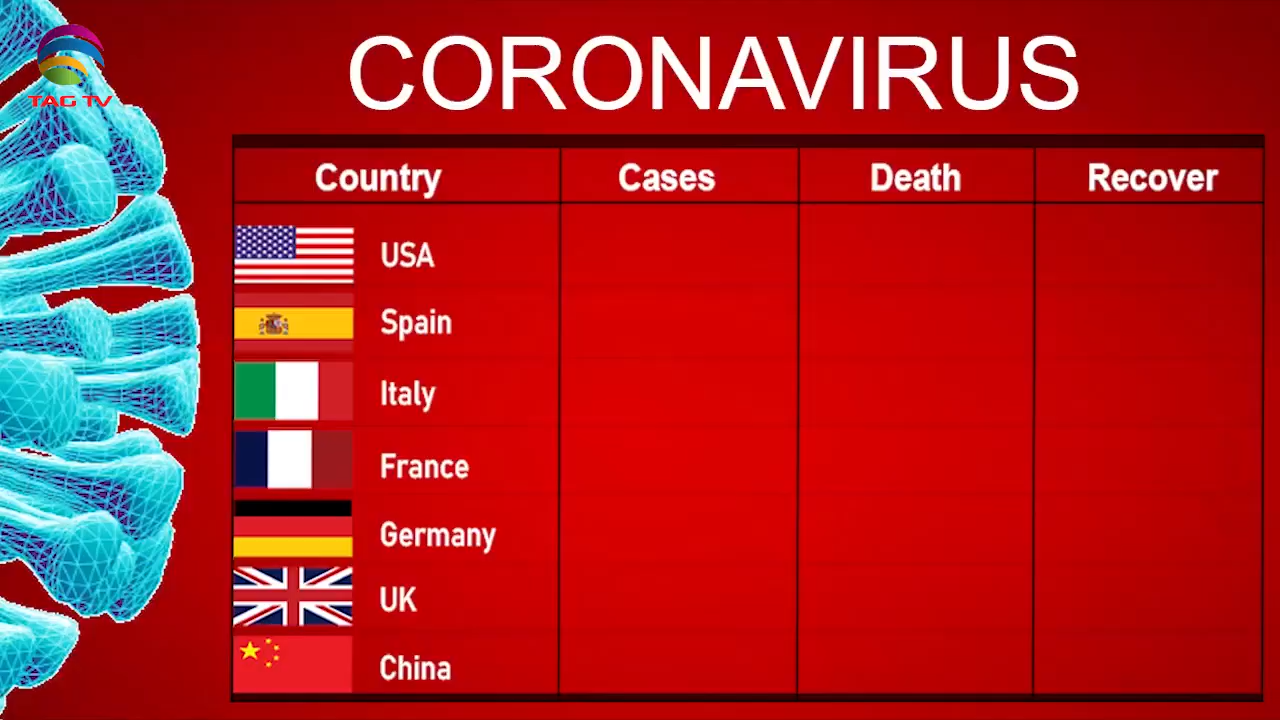 TAG TV
CORONAVIRUS
Country Cases Death Recover
USA
Spain
Italy
France
Germany
UK
China